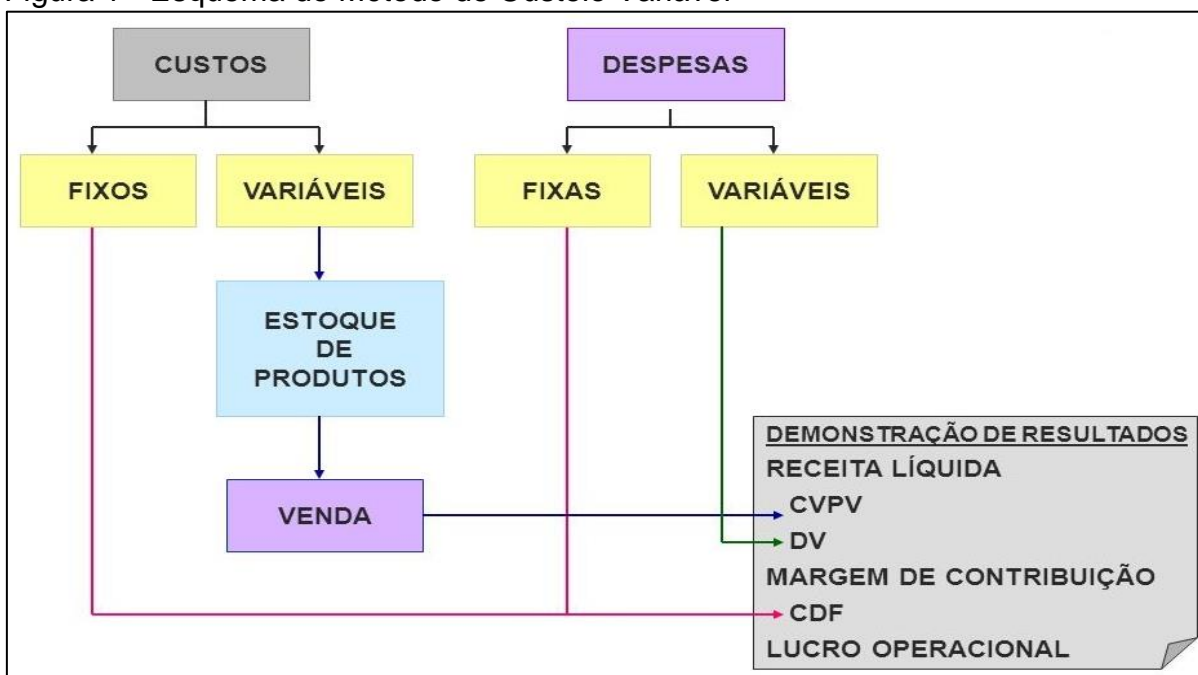 CUSTOS
DESPESAS
FIXOS
VARIÁVEIS
FIXAS
VARIÁVEIS
ESTOQUE
DE
PRODUTOS
VENDA
DEMONSTRAÇÃO DE RESULTADOS
RECEITA LÍQUIDA
CVPV
DV
MARGEM DE CONTRIBUIÇÃO
CDF
LUCRO OPERACIONAL